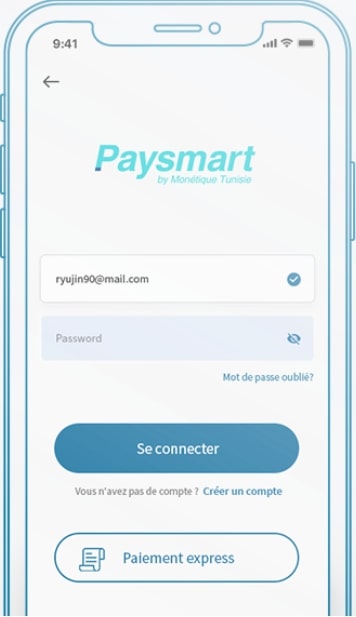 9:41
Paysmart
by Monétique Tunisie
ryujin90@mail.com
Password
Mot de passe oublié?
Se connecter
Vous n'avez pas de compte ? Créer un compte
Paiement express